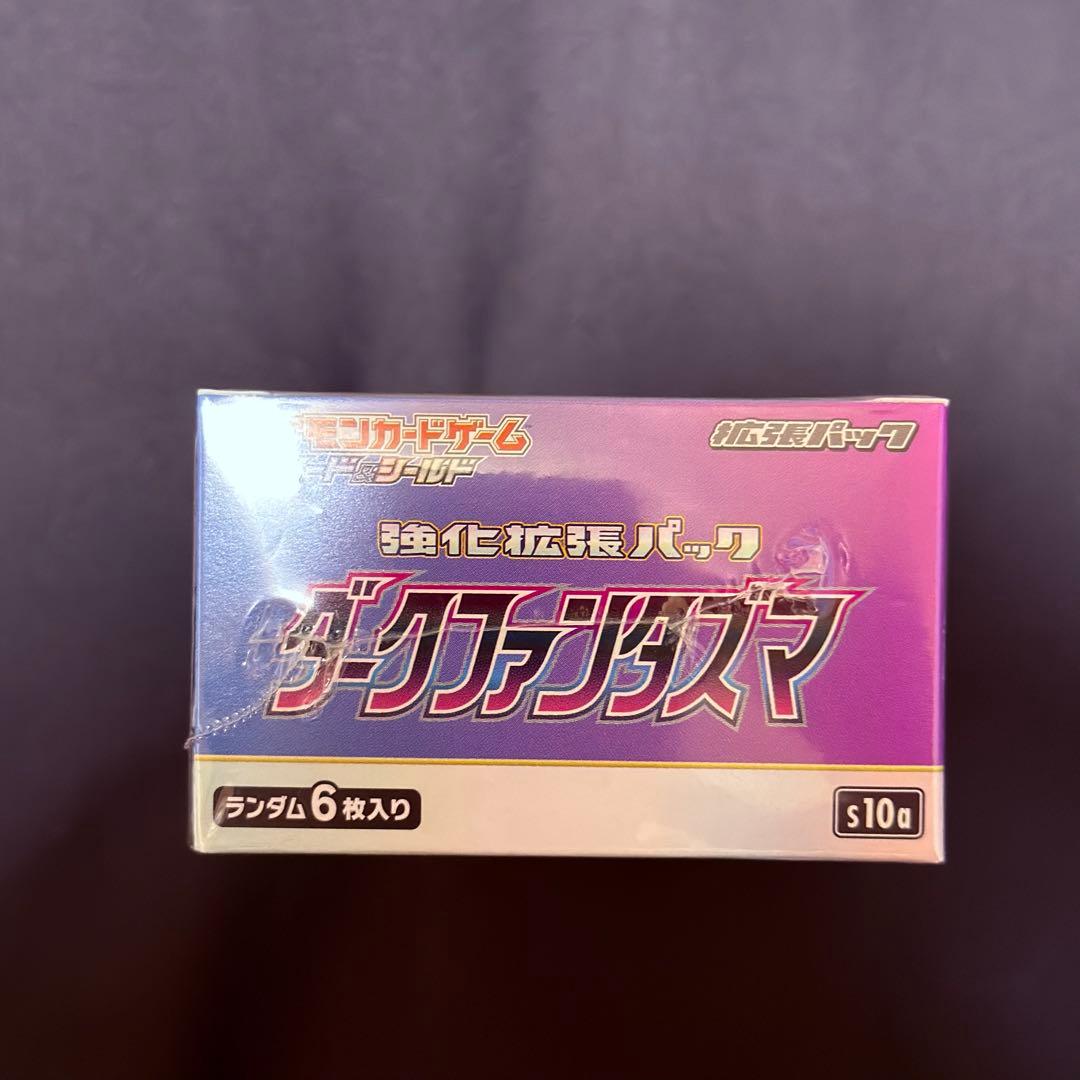 モンカードゲーム
ード&シールド
拡張パック
強化拡張パック
ダークファンタズマ
ランダム6枚入り
s10a